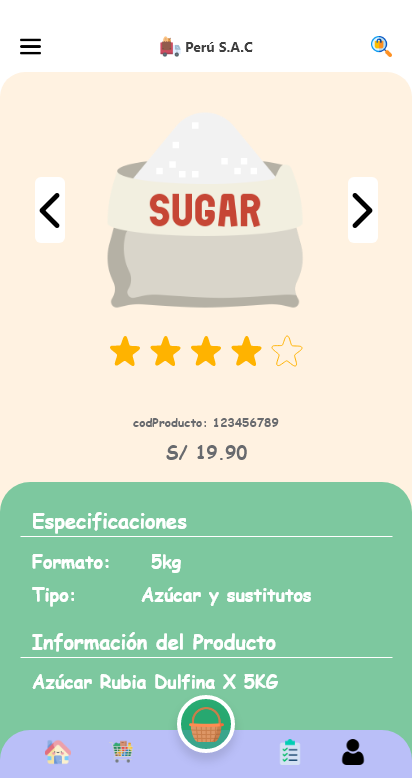 Perú S.A.C
SUGAR
codProducto: 123456789
S/ 19.90
Especificaciones
Formato: 5kg
Tipo: Azúcar y sustitutos
Información del Producto
Azúcar Rubia Dulfina X 5KG